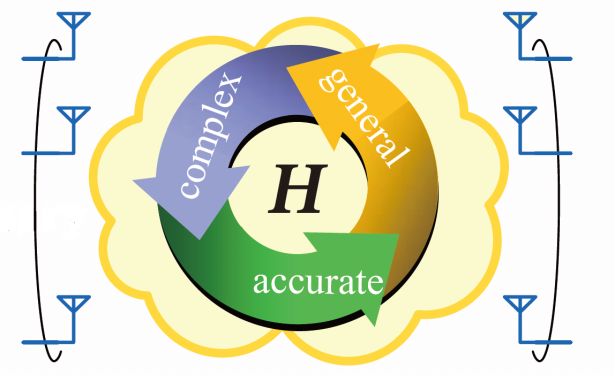 complex
general
H
accurate